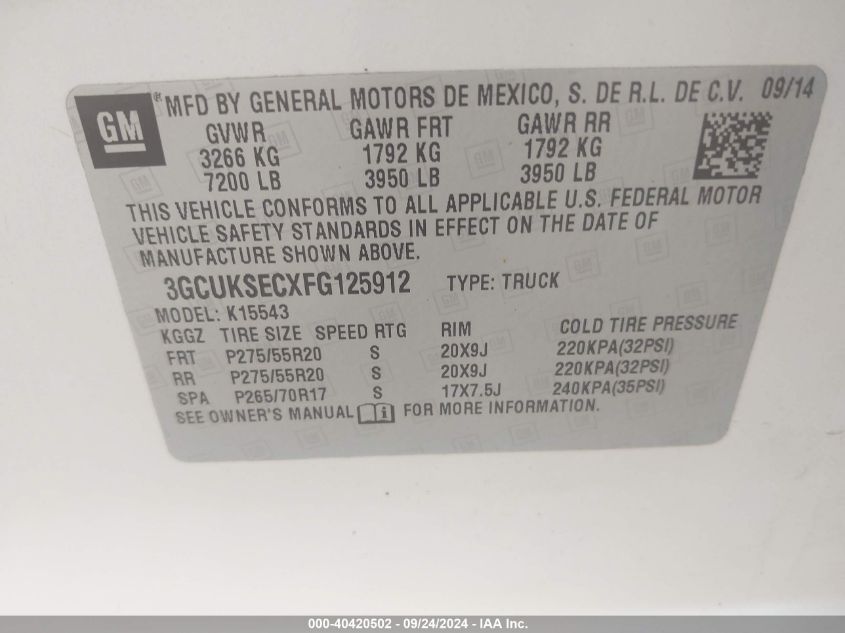 GM
® MFD BY GENERAL MOTORS DE MEXICO, S. DE R.L. DE C.V. 09/14
GVWR GAWR FRT GAWR RR
3266 KG 1792 KG 1792 KG
7200 LB 3950 LB 3950 LB
THIS VEHICLE CONFORMS TO ALL APPLICABLE U.S. FEDERAL MOTOR
VEHICLE SAFETY STANDARDS IN EFFECT ON THE DATE OF
MANUFACTURE SHOWN ABOVE.
3GCUKSECXFG125912 TYPE: TRUCK
MODEL: K15543
KGGZ TIRE SIZE SPEED RTG RIM COLD TIRE PRESSURE
FRT P275/55R20 S 20X9J 220KPA(32PSI)
RR P275/55R20 S 20X9J 220KPA(32PSI)
SPA P265/70R17 S 17X7.5J 240KPA(35PSI)
SEE OWNER'S MANUAL FOR MORE INFORMATION.
000-40420502 - 09/24/2024 - IAA Inc.